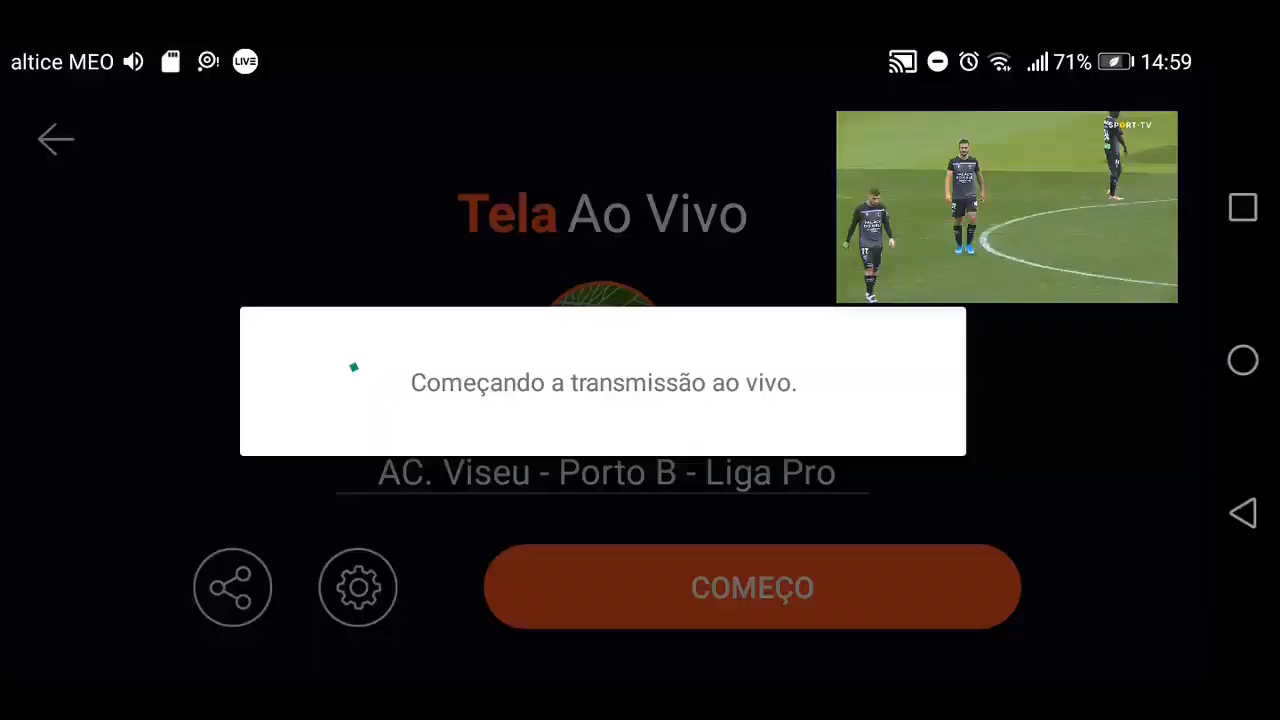 altice MEO
LIVE
71%
14:59
SPORT•TV
Tela Ao Vivo
Começando a transmissão ao vivo.
AC. Viseu - Porto B - Liga Pro
COMEÇO